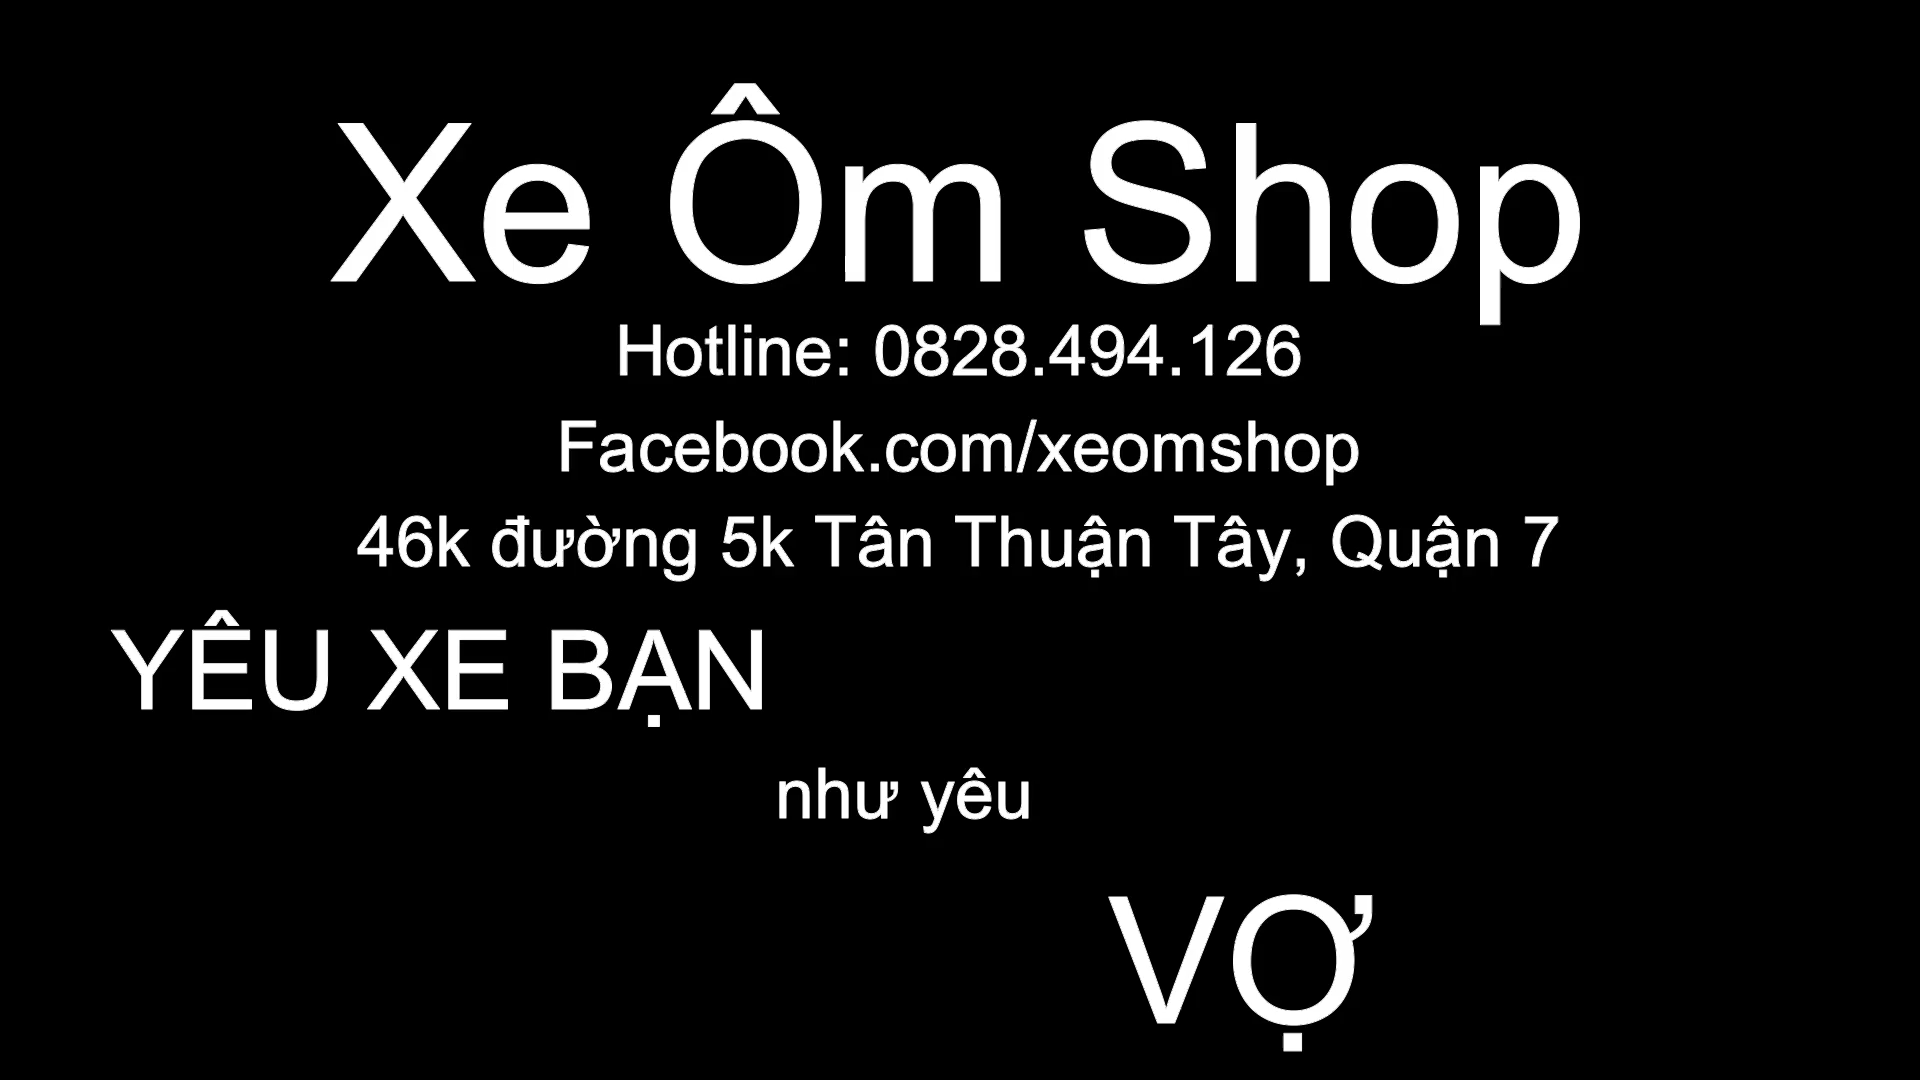 Xe Ôm Shop
Hotline: 0828.494.126
Facebook.com/xeomshop
46k đường 5k Tân Thuận Tây, Quận 7
YÊU XE BẠN
như yêu
VỢ